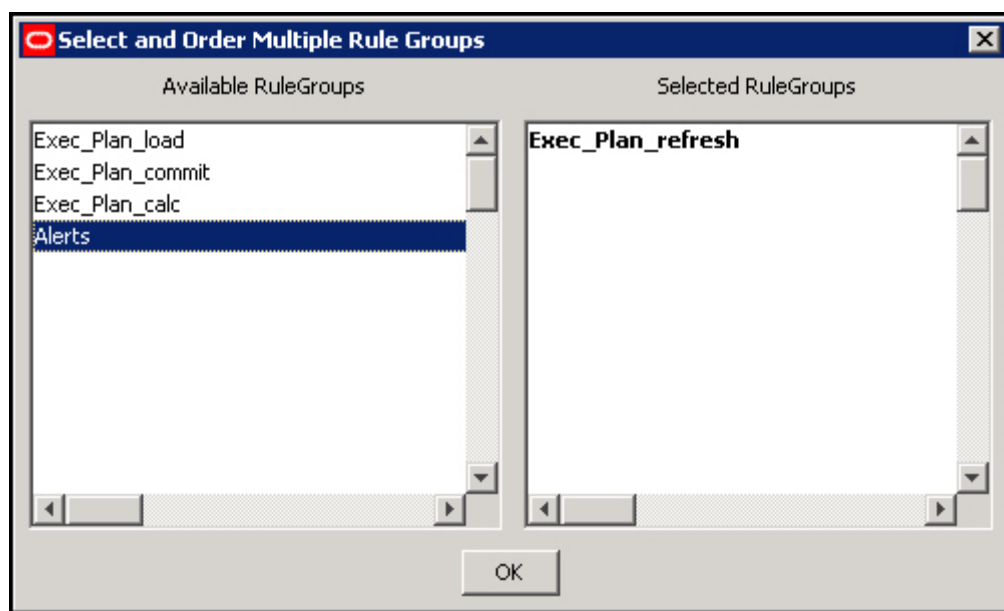 Select and Order Multiple Rule Groups
Available RuleGroups
Selected RuleGroups
Exec_Plan_load
Exec_Plan_commit
Exec_Plan_calc
Alerts
Exec_Plan_refresh
OK